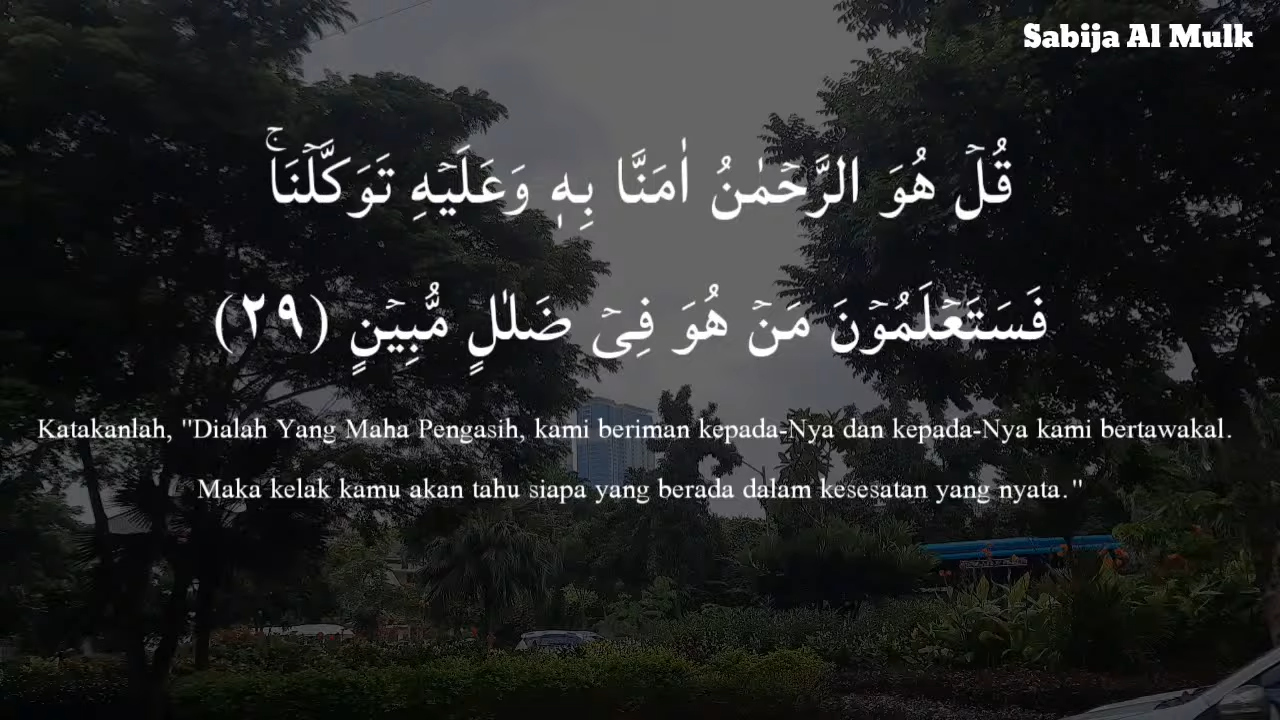 Sabija Al Mulk
قُلۡ هُوَ الرَّحۡمٰنُ اٰمَنَّا بِهٖ وَعَلَيۡهِ تَوَكَّلۡنَا​ۚ
فَسَتَعۡلَمُوۡنَ مَنۡ هُوَ فِىۡ ضَلٰلٍ مُّبِيۡنٍ (٢٩)
Katakanlah, "Dialah Yang Maha Pengasih, kami beriman kepada-Nya dan kepada-Nya kami bertawakal.
Maka kelak kamu akan tahu siapa yang berada dalam kesesatan yang nyata."